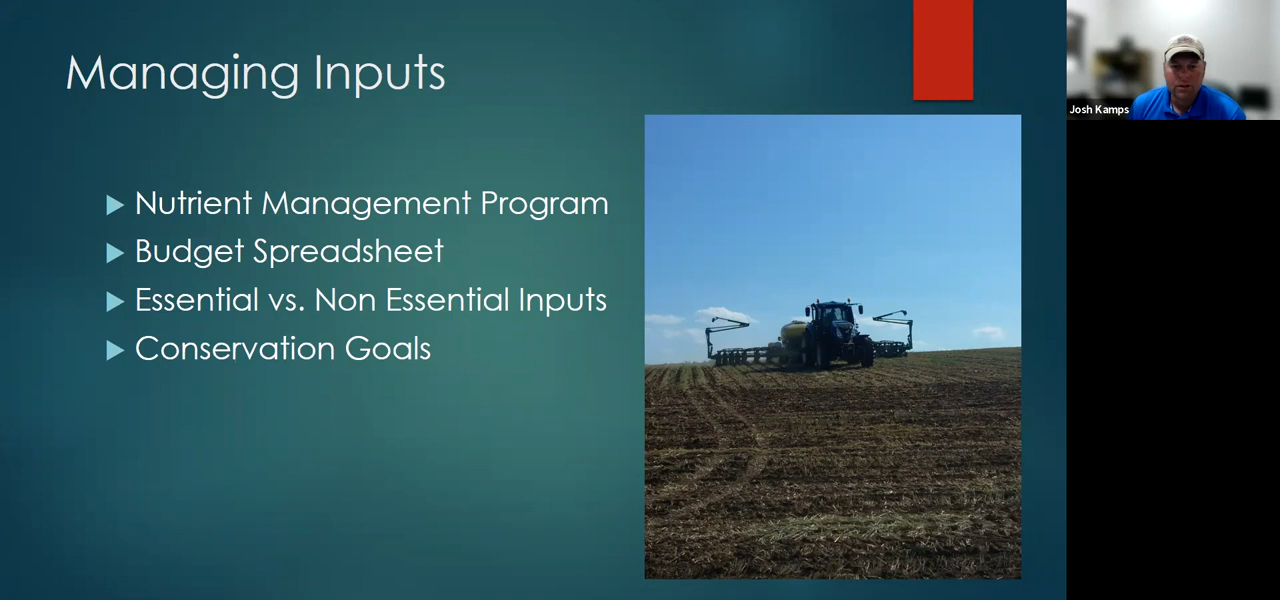 Managing Inputs
Nutrient Management Program
Budget Spreadsheet
Essential vs. Non Essential Inputs
Conservation Goals
Josh Kamps